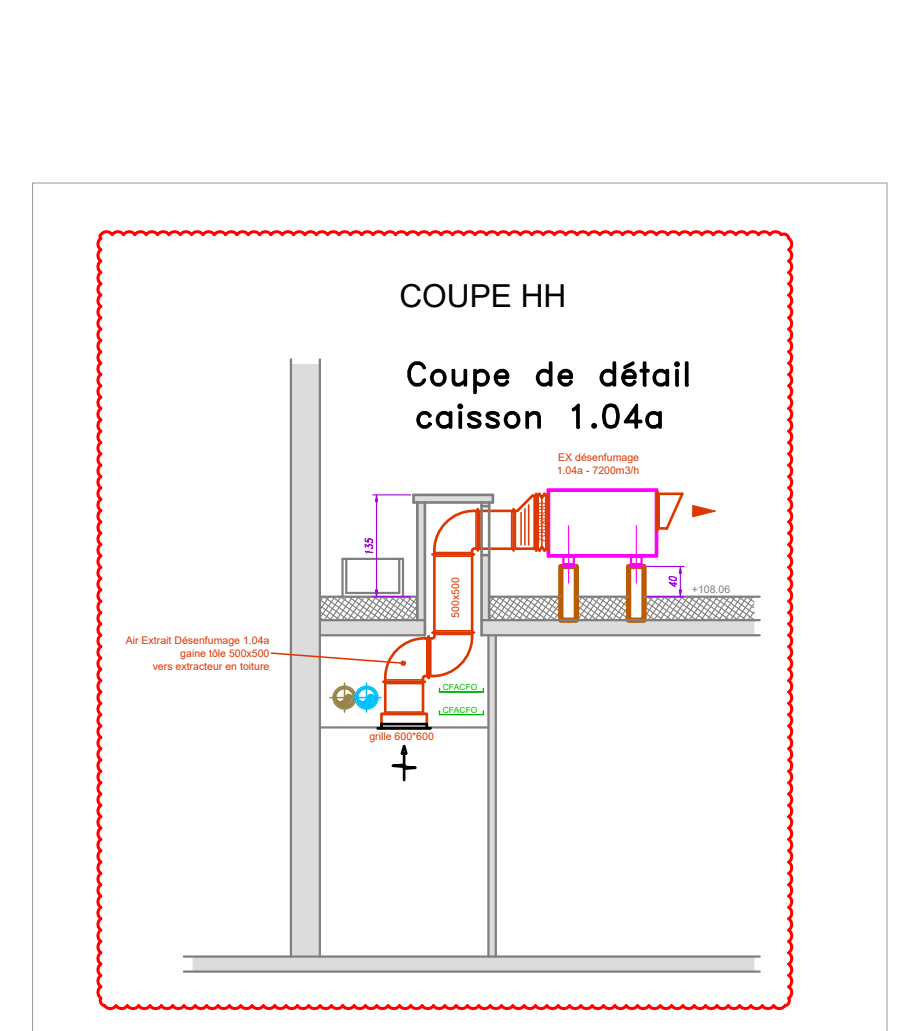 COUPE HH
Coupe de détail
caisson 1.04a
EX désenfumage
1.04a - 7200m3/h
135
500x500
40
+108.06
Air Extrait Désenfumage 1.04a
gaine tôle 500x500
vers extracteur en toiture
CFACFO
CFACFO
grille 600*600